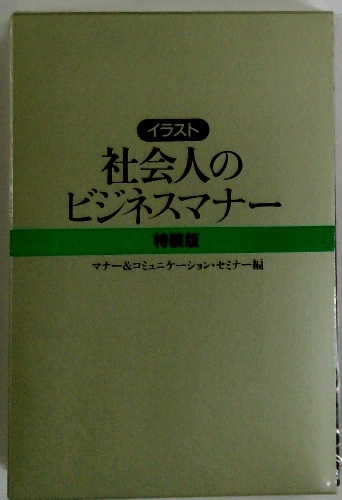 イラスト
社会人の
ビジネスマナー
特装版
マナー&コミュニケーション・セミナー編